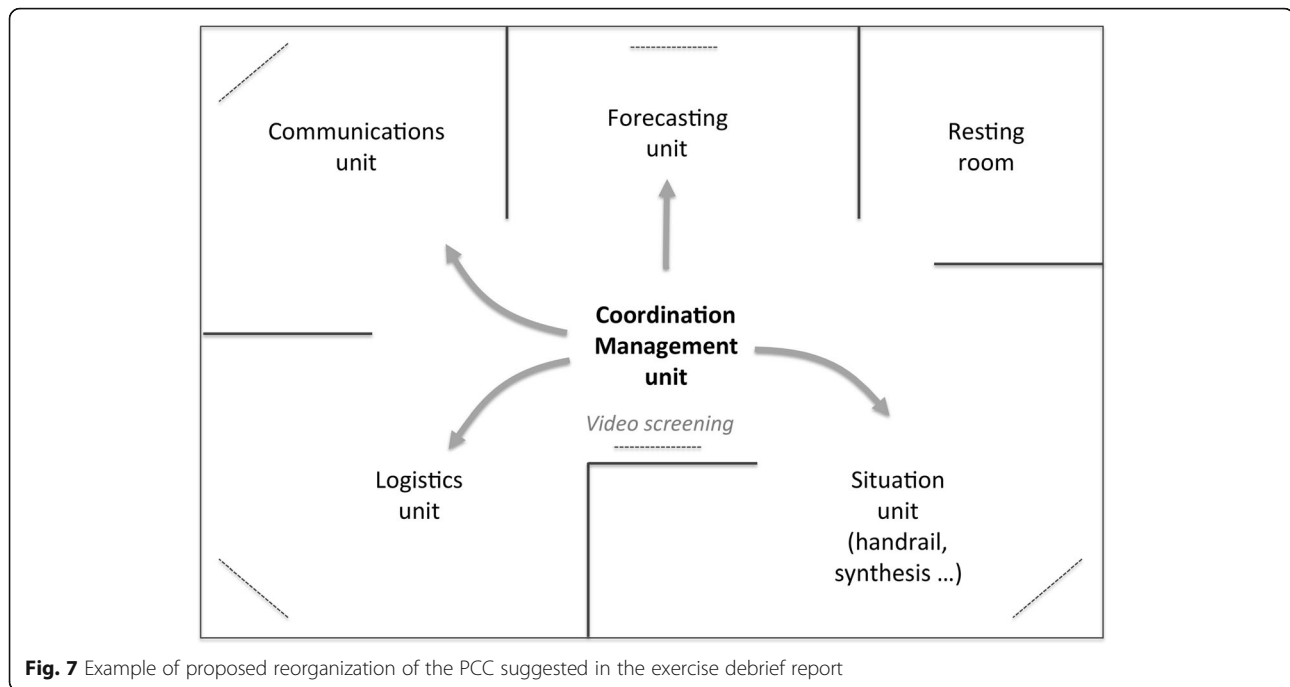 Communications
unit
Forecasting
unit
Resting
room
Coordination
Management
unit
Video screening
Logistics
unit
Situation
unit
(handrail,
synthesis ...)
Fig. 7 Example of proposed reorganization of the PCC suggested in the exercise debrief report